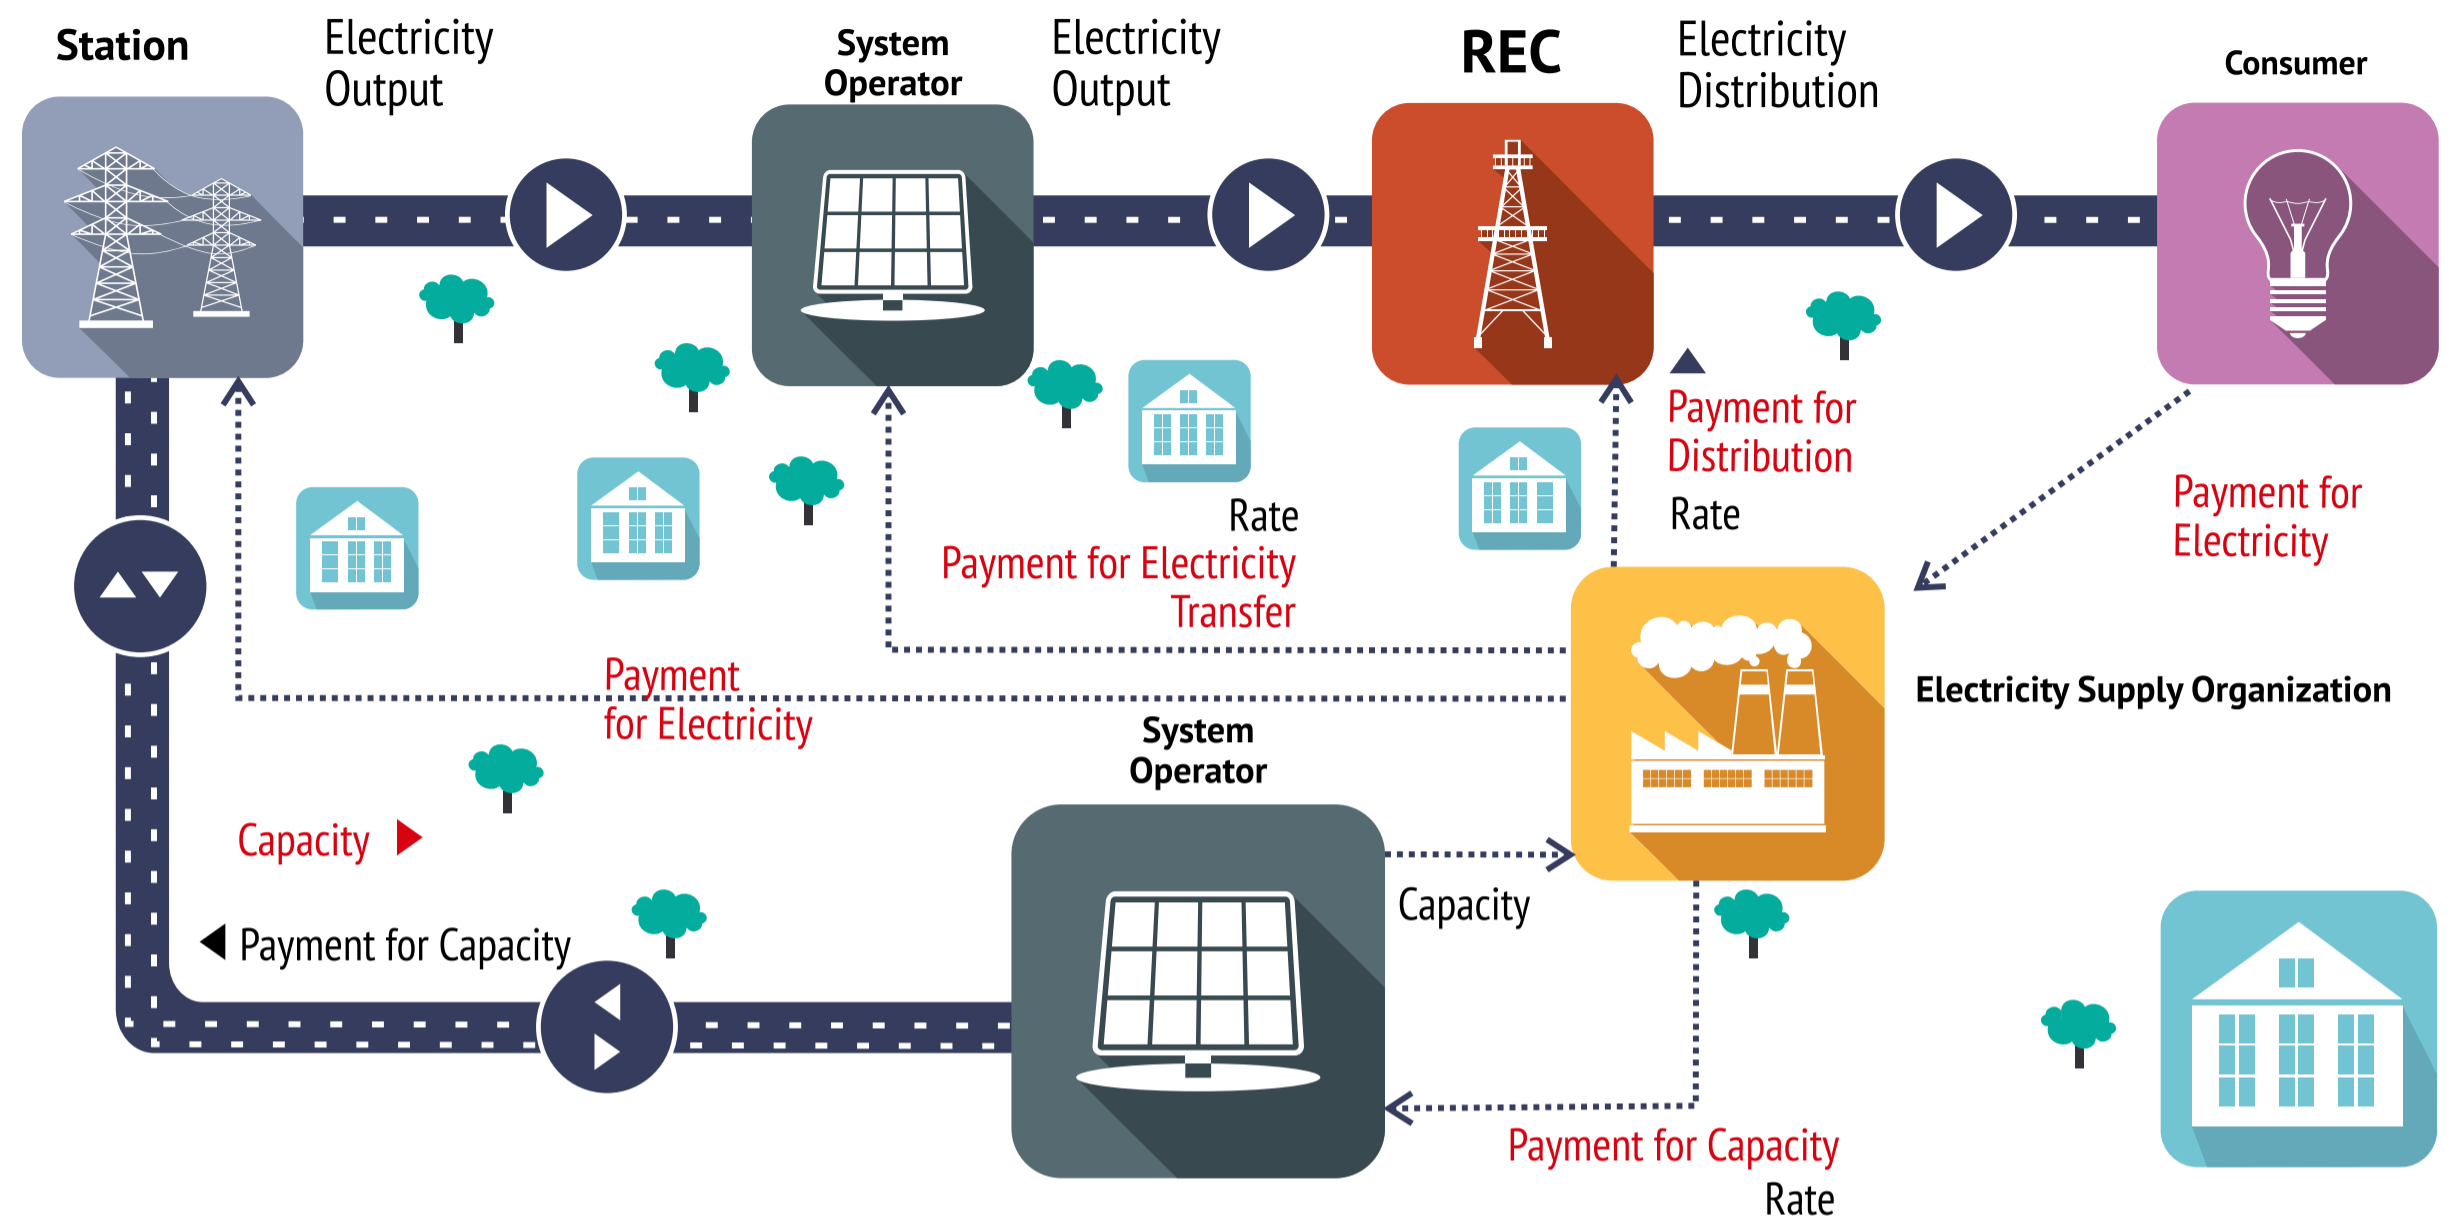 Station
Electricity
Output
System
Operator
Electricity
Output
REC
Electricity
Distribution
Consumer
Payment for
Distribution
Rate
Payment for
Electricity
Rate
Payment for Electricity
Transfer
Payment
for Electricity
Electricity Supply Organization
System
Operator
Capacity
Capacity
Payment for Capacity
Payment for Capacity
Rate